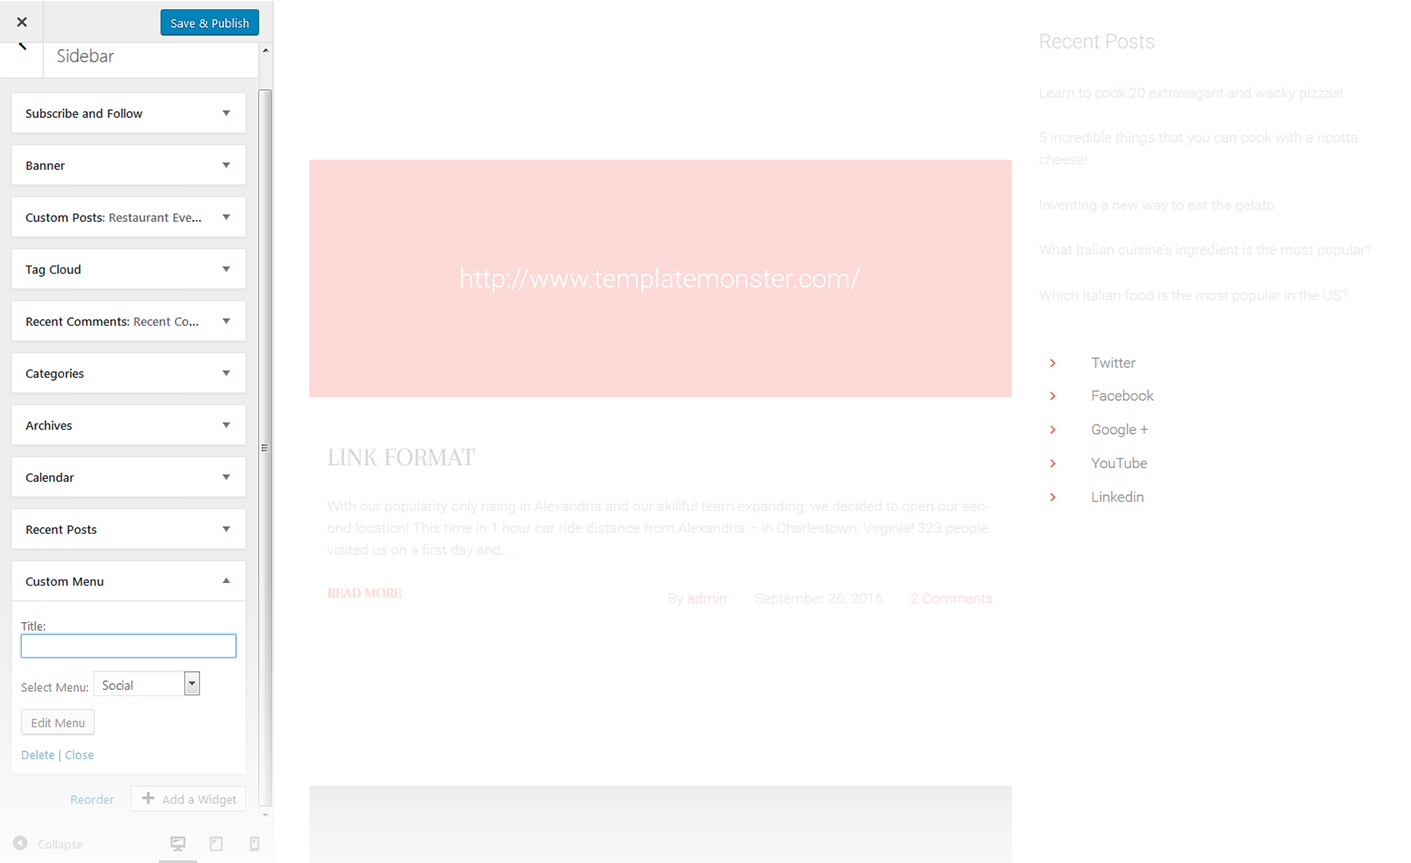 Save & Publish
Sidebar
Subscribe and Follow
Banner
Custom Posts: Restaurant Eve...
Tag Cloud
Recent Comments: Recent Co...
Categories
Archives
Calendar
Recent Posts
Custom Menu
Title:
Select Menu: Social
Edit Menu
Delete | Close
Reorder
Add a Widget
Collapse
http://www.templatemonster.com/
LINK FORMAT
With our popularity only rising in Alexandria and our skillful team expanding, we decided to open our sec-
ond location! This time in 1 hour car ride distance from Alexandria – in Charlestown, Virginia! 323 people
visited us on a first day and...
READ MORE
By admin September 26, 2016 2 Comments
Recent Posts
Learn to cook 20 extravagant and wacky pizzas!
5 incredible things that you can cook with a ricotta
cheese!
Inventing a new way to eat the gelato
What Italian cuisine's ingredient is the most popular?
Which Italian food is the most popular in the US?
Twitter
Facebook
Google +
YouTube
Linkedin